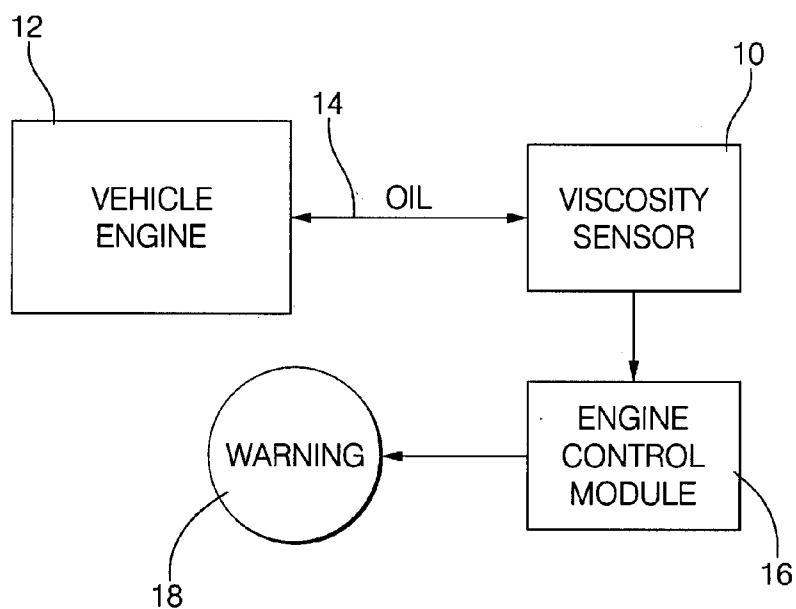 12
10
14
VEHICLE
ENGINE
OIL
VISCOSITY
SENSOR
WARNING
ENGINE
CONTROL
MODULE
18
16